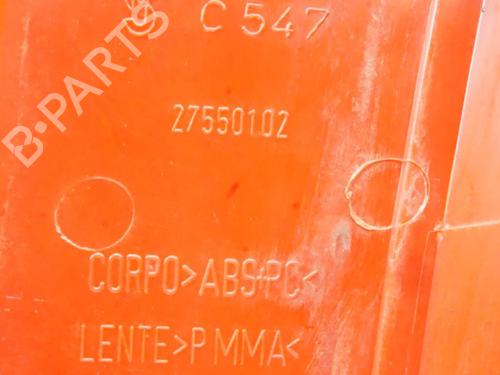 C 547
27550102
B-PARTS
CORPO>ABS+PC<
LENTE>PMMA<